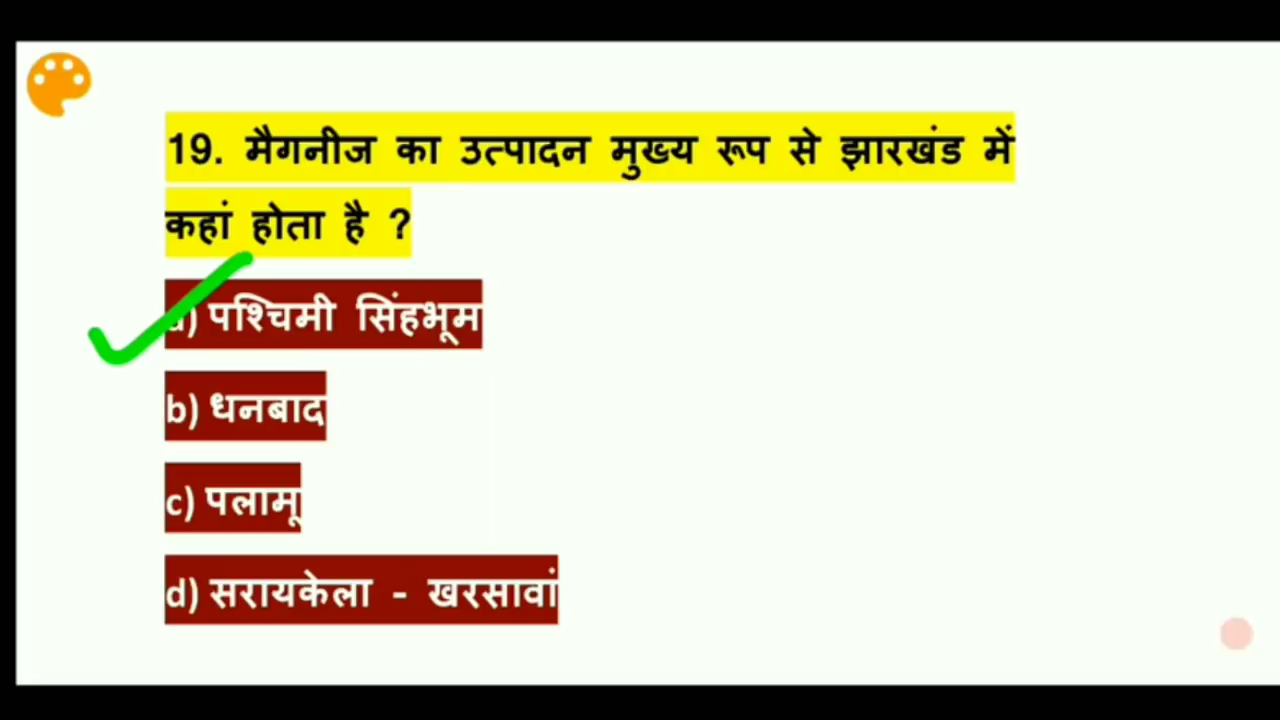 19. मैगनीज का उत्पादन मुख्य रूप से झारखंड में
कहां होता है ?
a) पश्चिमी सिंहभूम
b) धनबाद
c) पलामू
d) सरायकेला - खरसावां